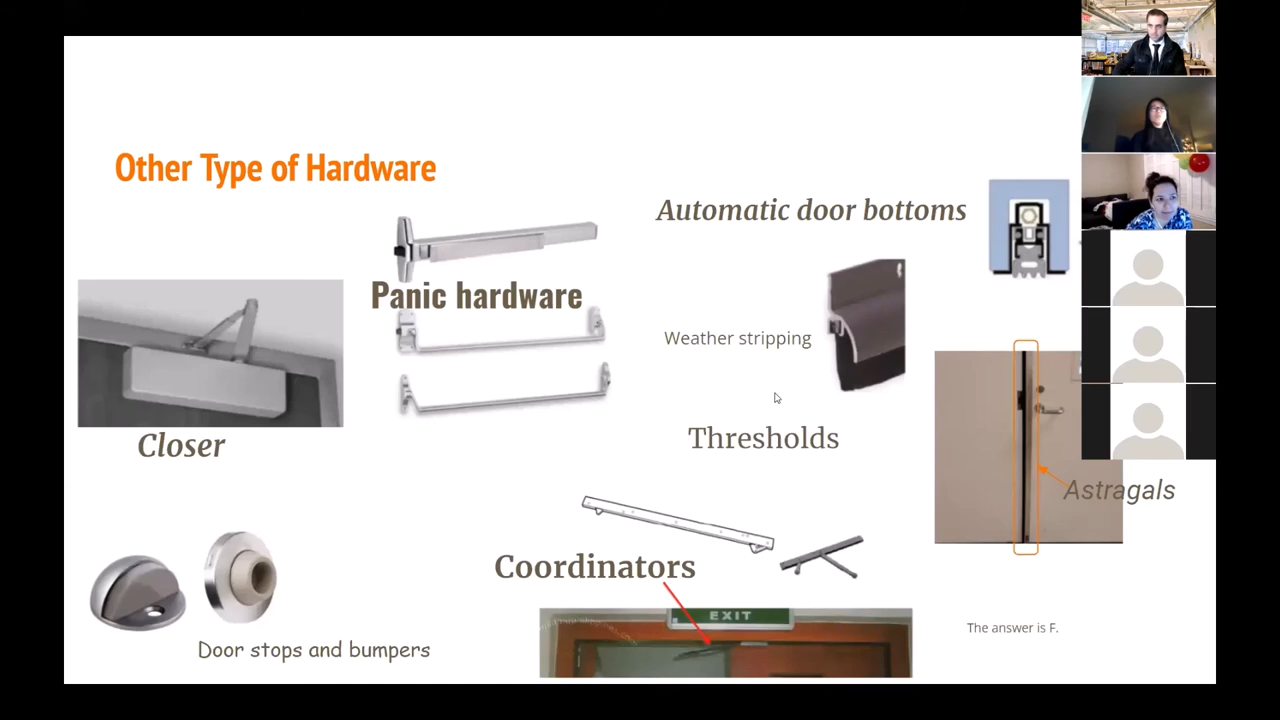 Other Type of Hardware
Automatic door bottoms
Panic hardware
Weather stripping
Thresholds
Closer
Astragals
Coordinators
EXIT
The answer is F.
Door stops and bumpers